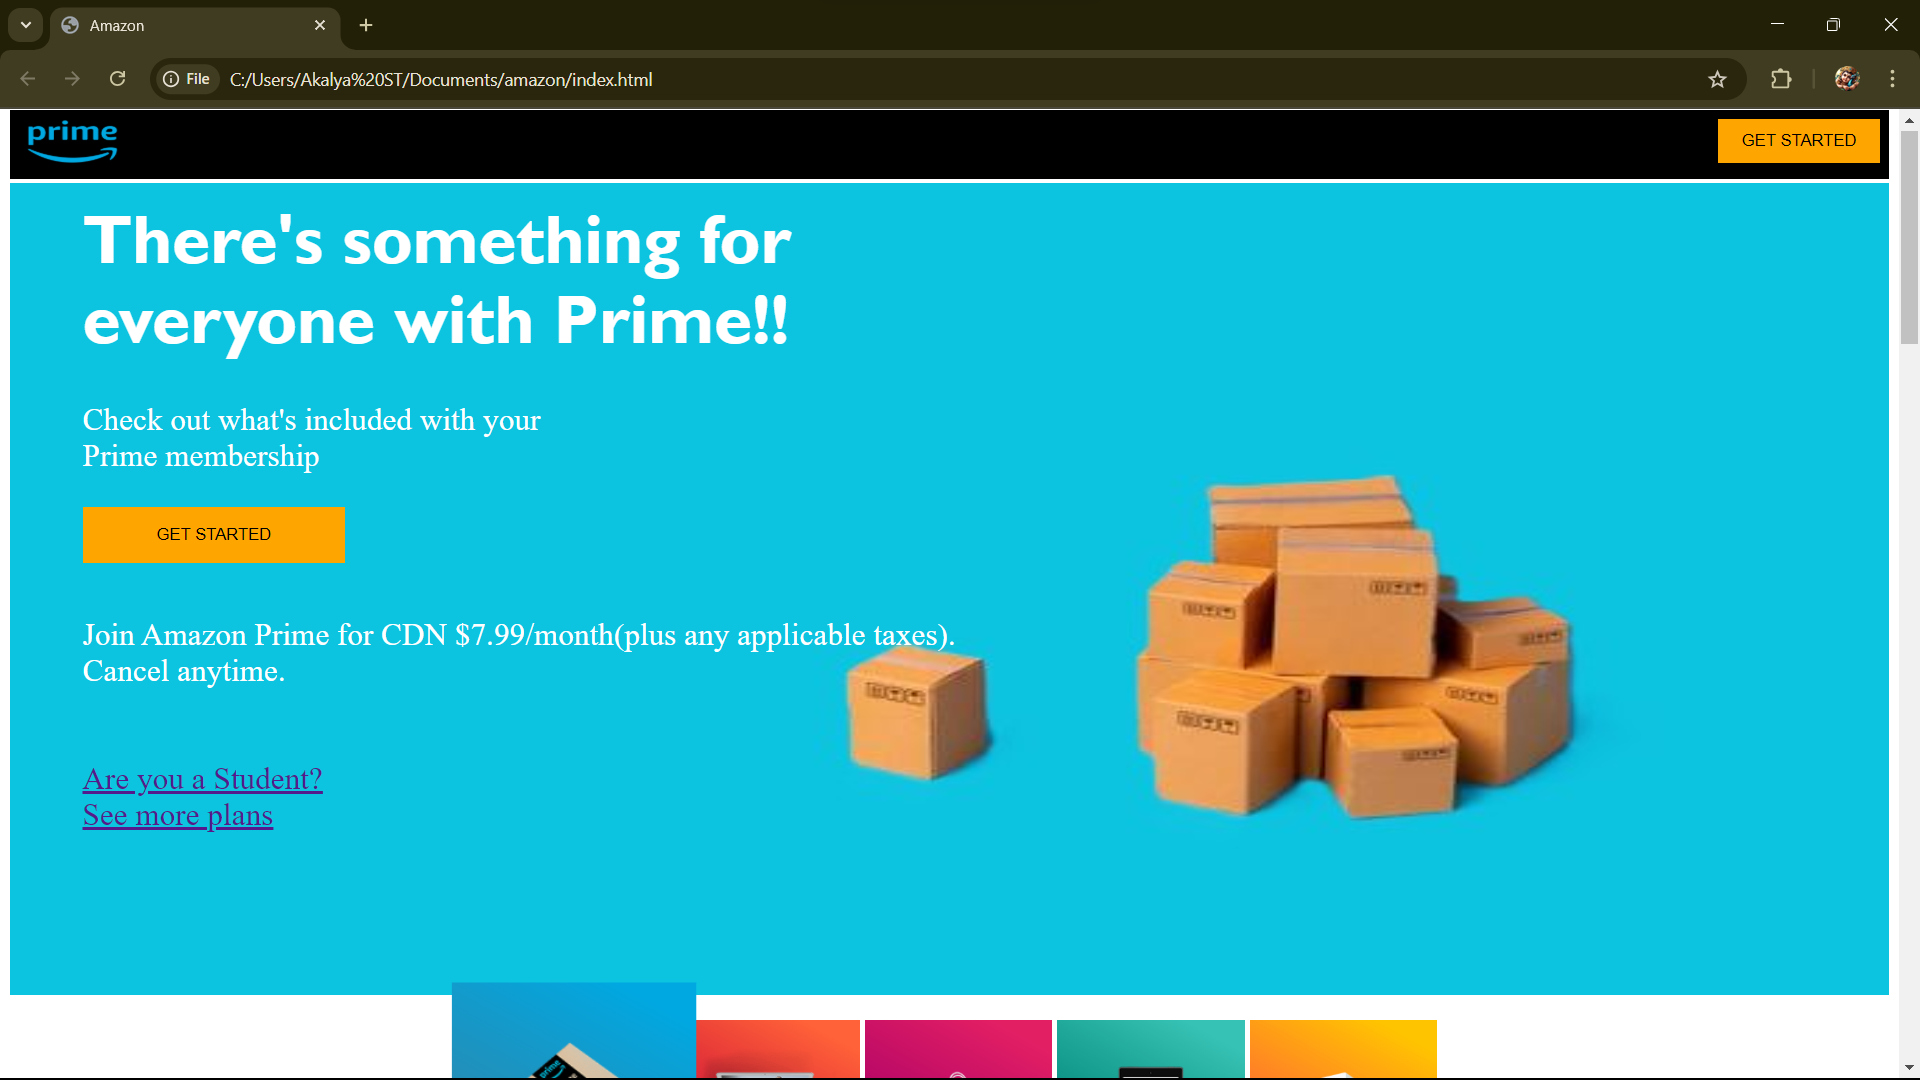 Amazon
File
C:/Users/Akalya%20ST/Documents/amazon/index.html
prime
GET STARTED
There's something for
everyone with Prime!!
Check out what's included with your
Prime membership
GET STARTED
Join Amazon Prime for CDN $7.99/month(plus any applicable taxes).
Cancel anytime.
Are you a Student?
See more plans
prime